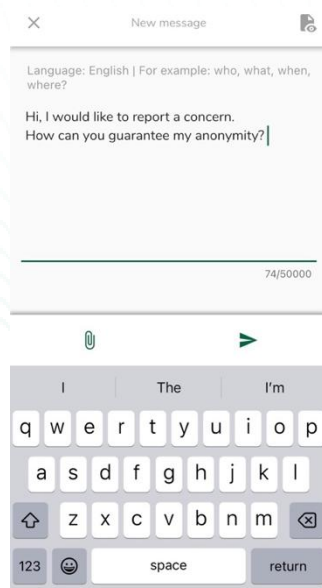 New message
Language: English | For example: who, what, when,
where?
Hi, I would like to report a concern.
How can you guarantee my anonymity?
74/50000
I The I'm
q w e r t y u i o p
a s d f g h j k l
z x c v b n m
123 space return